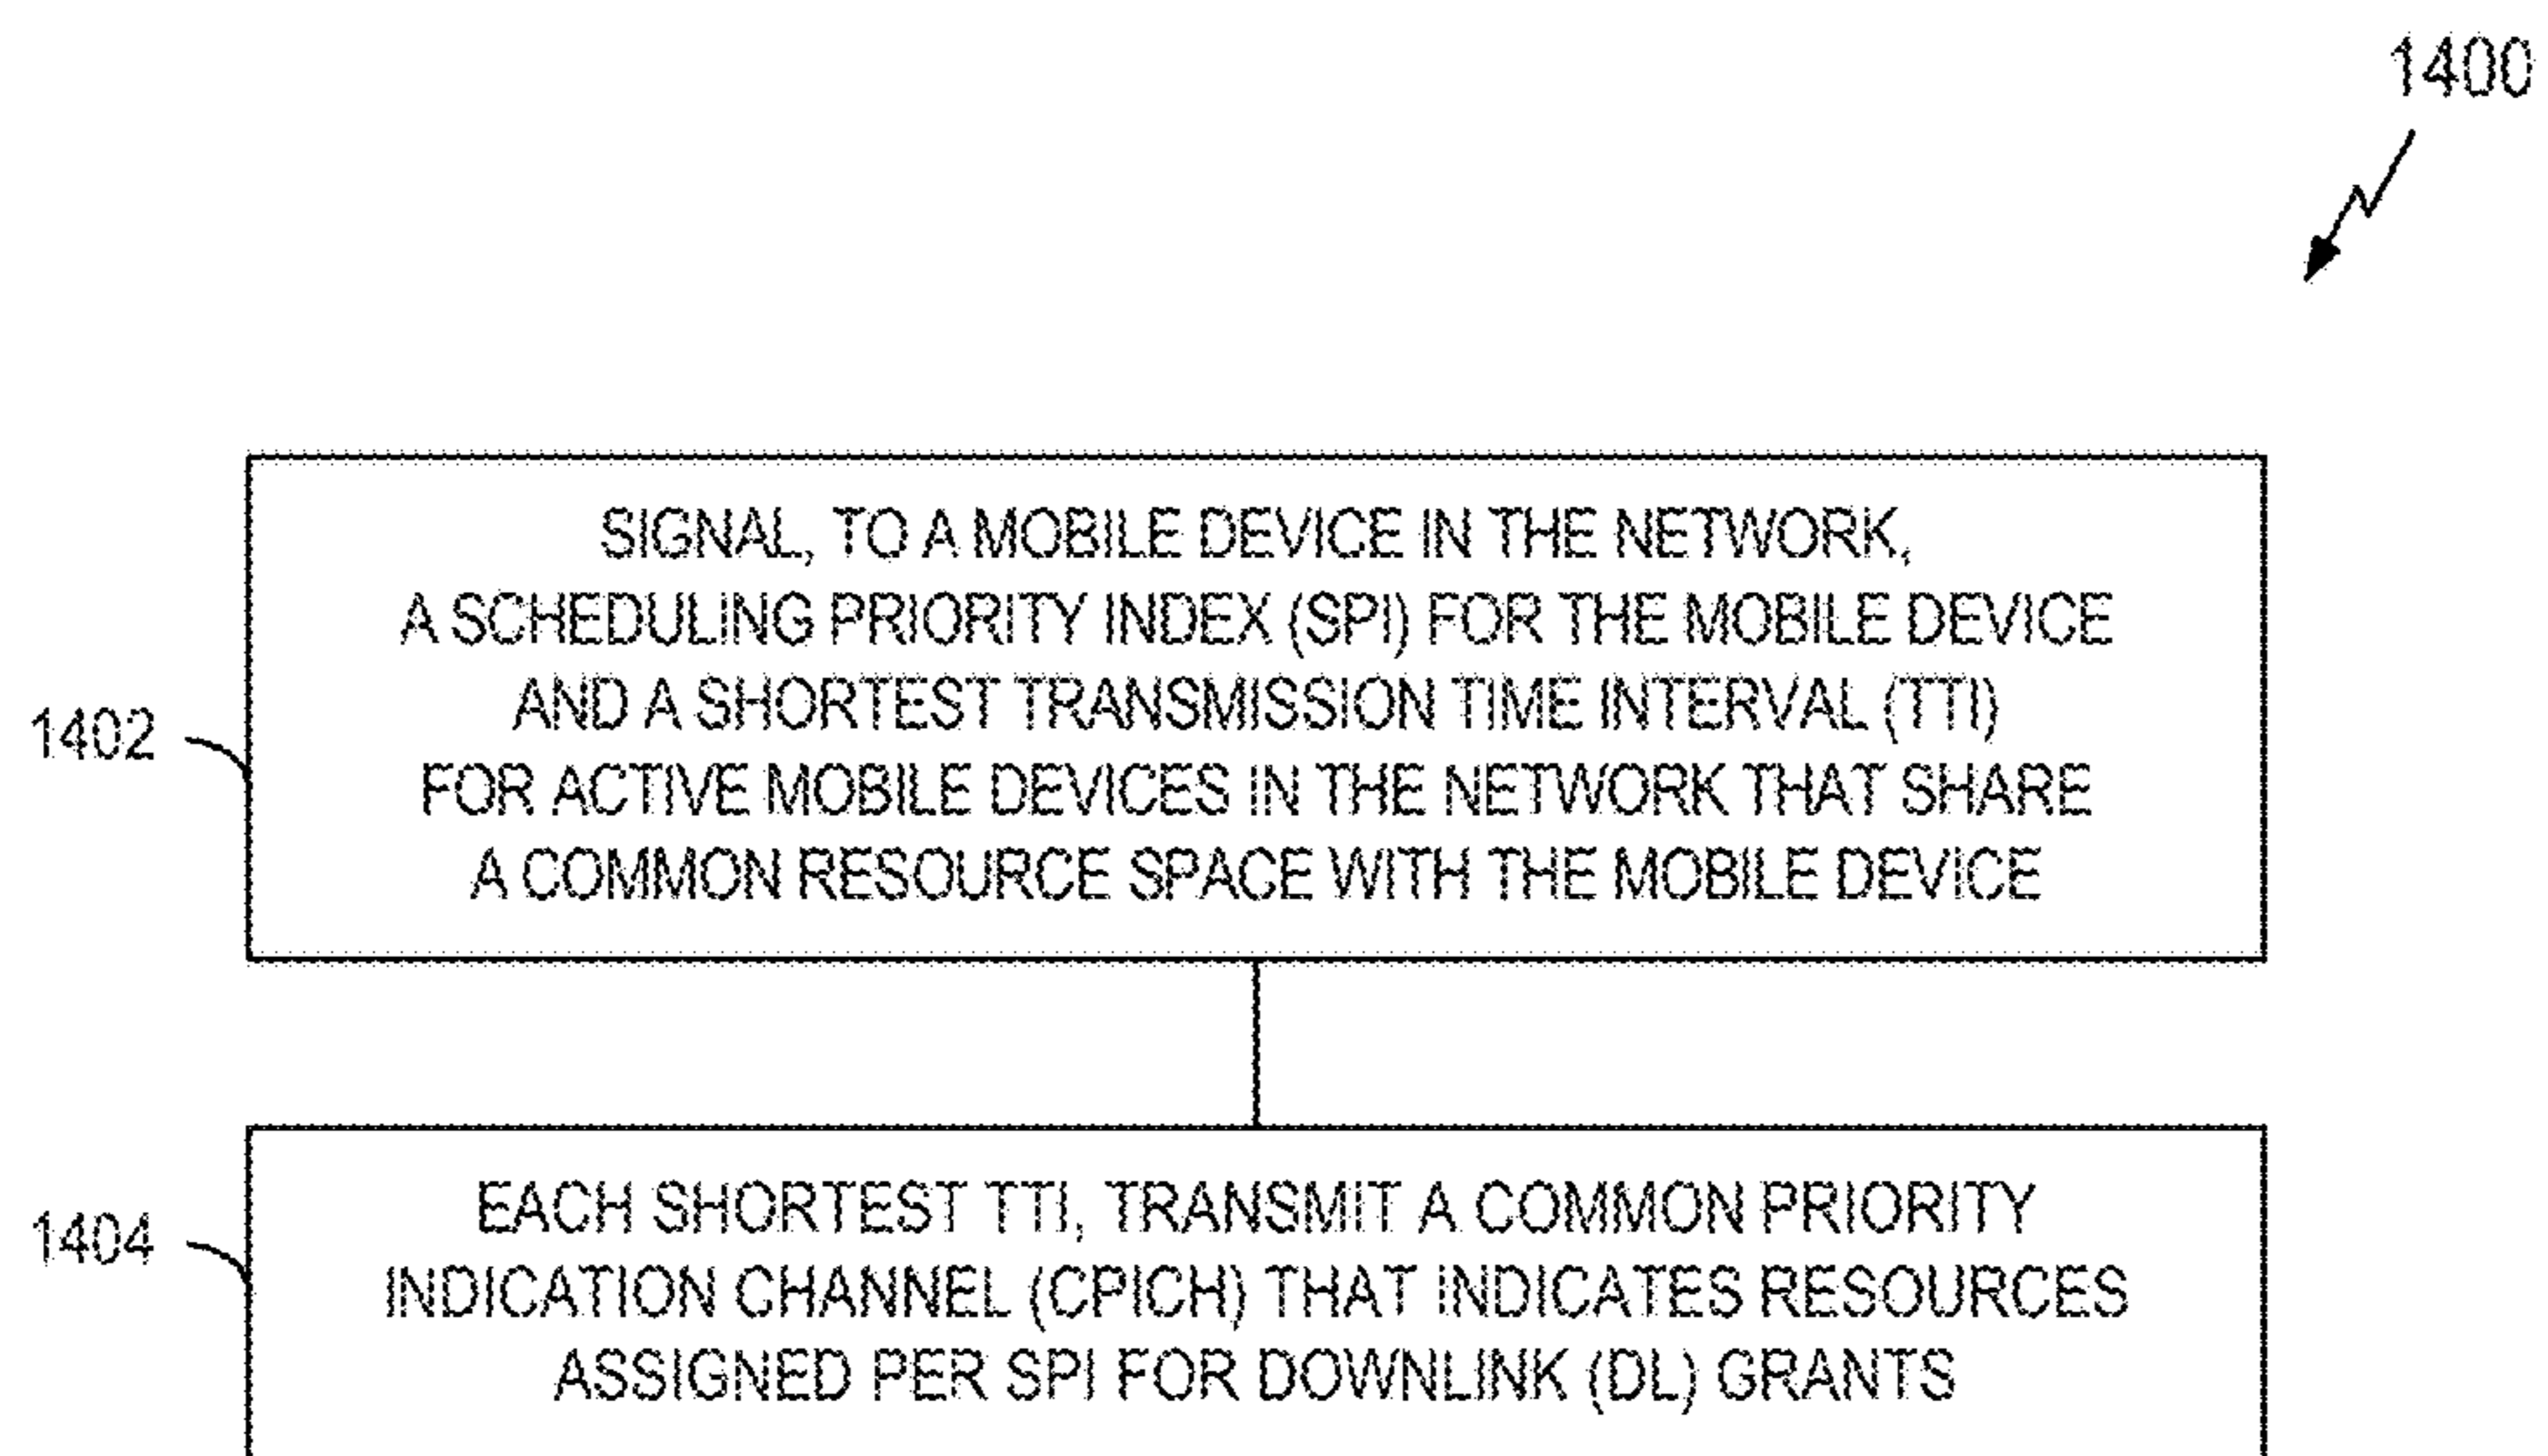 1400
SIGNAL, TO A MOBILE DEVICE IN THE NETWORK,
A SCHEDULING PRIORITY INDEX (SPI) FOR THE MOBILE DEVICE
AND A SHORTEST TRANSMISSION TIME INTERVAL (TTI)
FOR ACTIVE MOBILE DEVICES IN THE NETWORK THAT SHARE
A COMMON RESOURCE SPACE WITH THE MOBILE DEVICE
1402
EACH SHORTEST TTI, TRANSMIT A COMMON PRIORITY
INDICATION CHANNEL (CPICH) THAT INDICATES RESOURCES
ASSIGNED PER SPI FOR DOWNLINK (DL) GRANTS
1404